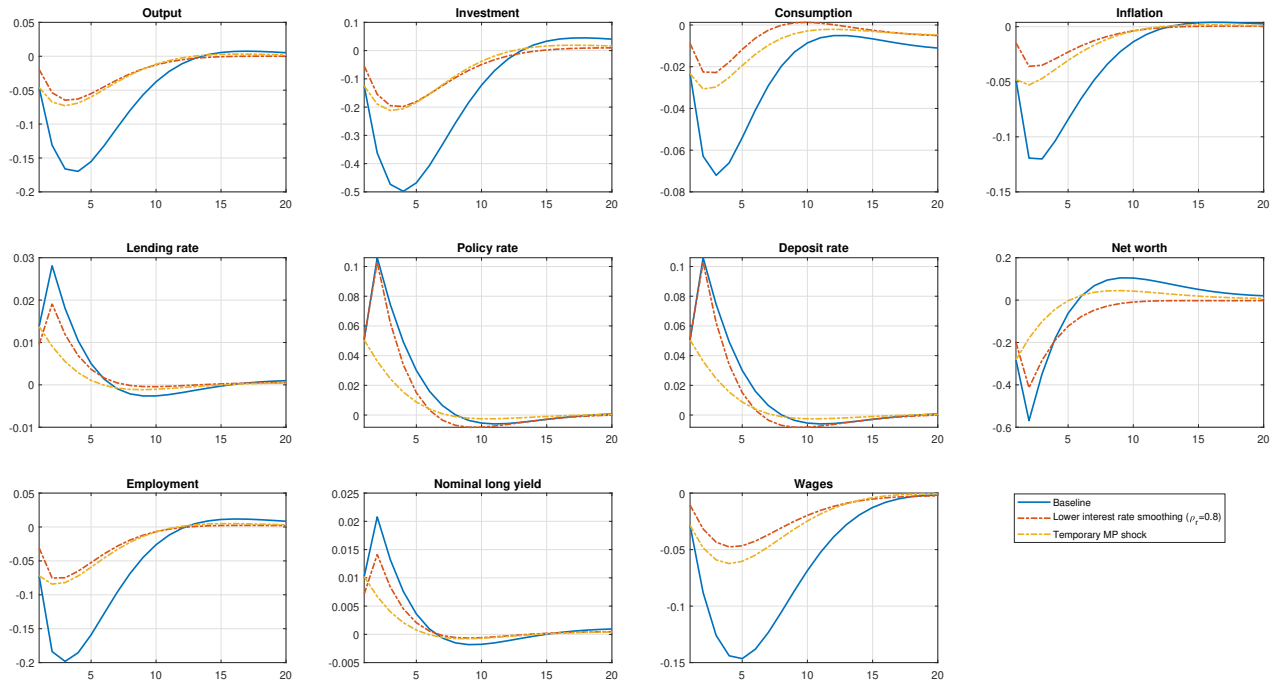 Output
0.05
0
-0.05
-0.1
-0.15
-0.2
5 10 15 20
Investment
0.1
0
-0.1
-0.2
-0.3
-0.4
-0.5
5 10 15 20
Consumption
0
-0.02
-0.04
-0.06
-0.08
5 10 15 20
Inflation
0
-0.05
-0.1
-0.15
5 10 15 20
Lending rate
0.03
0.02
0.01
0
-0.01
5 10 15 20
Policy rate
0.1
0.08
0.06
0.04
0.02
0
5 10 15 20
Deposit rate
0.1
0.08
0.06
0.04
0.02
0
5 10 15 20
Net worth
0.2
0
-0.2
-0.4
-0.6
5 10 15 20
Employment
0.05
0
-0.05
-0.1
-0.15
-0.2
5 10 15 20
Nominal long yield
0.025
0.02
0.015
0.01
0.005
0
-0.005
5 10 15 20
Wages
0
-0.05
-0.1
-0.15
5 10 15 20
Baseline
Lower interest rate smoothing (ρr=0.8)
Temporary MP shock